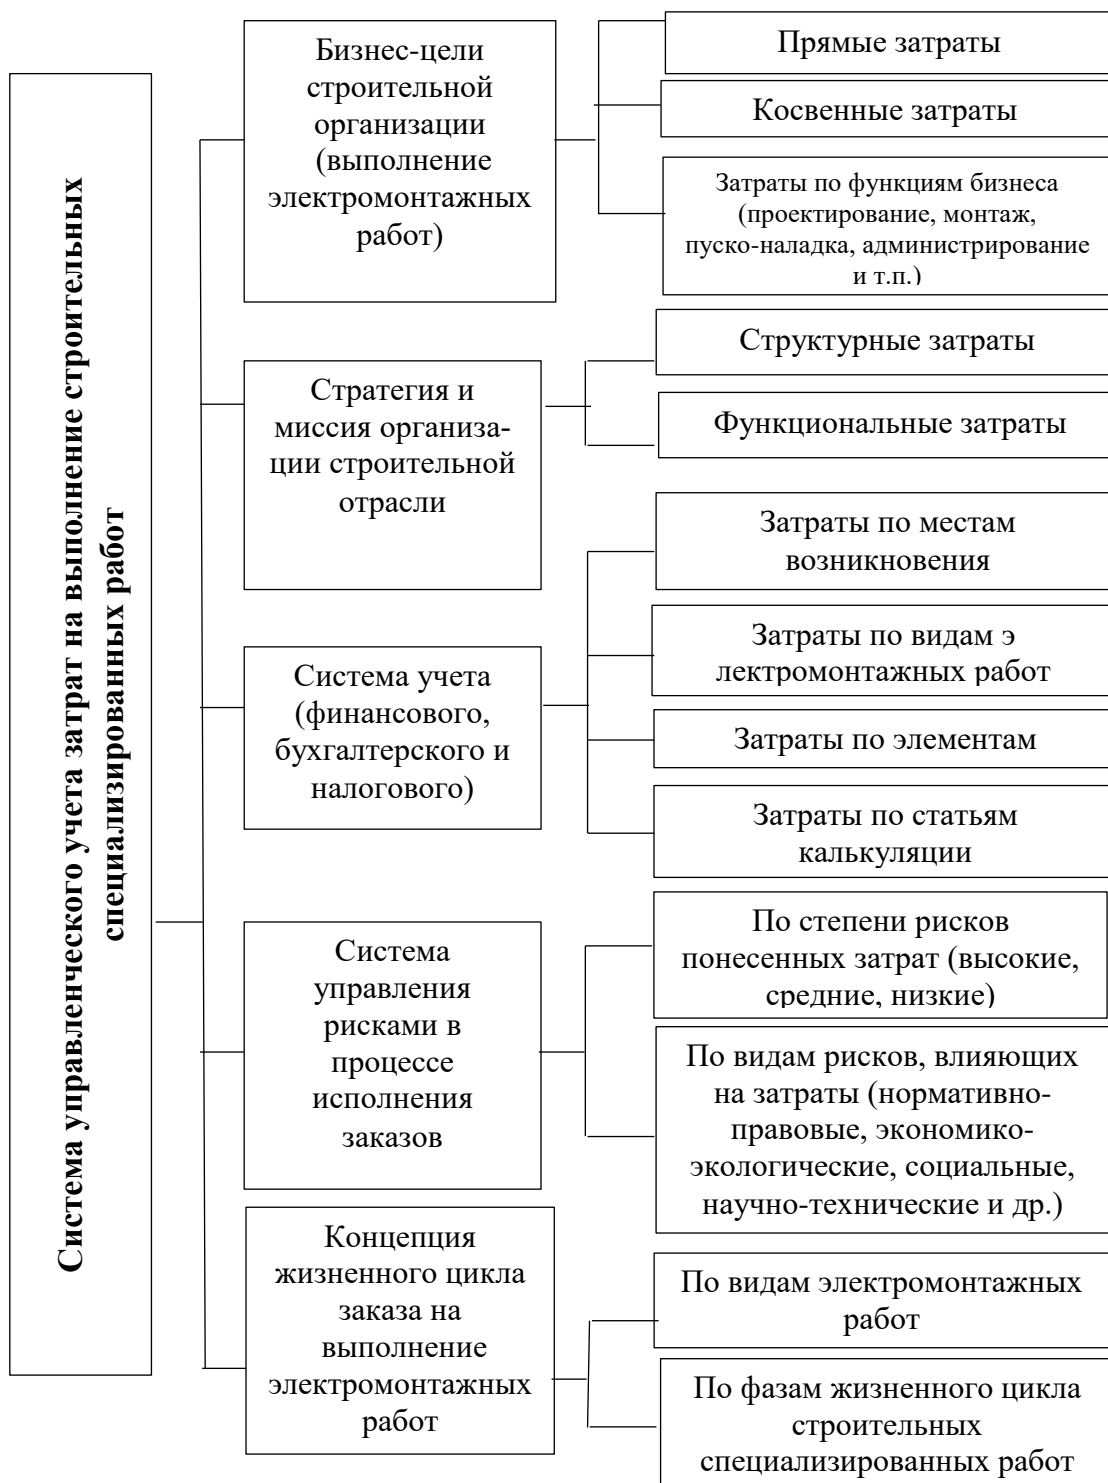 Система управленческого учета затрат на выполнение строительных
специализированных работ
Бизнес-цели
строительной
организации
(выполнение
электромонтажных
работ)
Прямые затраты
Косвенные затраты
Затраты по функциям бизнеса
(проектирование, монтаж,
пуско-наладка, администрирование
и т.п.)
Стратегия и
миссия организа-
ции строительной
отрасли
Структурные затраты
Функциональные затраты
Система учета
(финансового,
бухгалтерского и
налогового)
Затраты по местам
возникновения
Затраты по видам э
лектромонтажных работ
Затраты по элементам
Затраты по статьям
калькуляции
Система
управления
рисками в
процессе
исполнения
заказов
По степени рисков
понесенных затрат (высокие,
средние, низкие)
По видам рисков, влияющих
на затраты (нормативно-
правовые, экономико-
экологические, социальные,
научно-технические и др.)
Концепция
жизненного цикла
заказа на
выполнение
электромонтажных
работ
По видам электромонтажных
работ
По фазам жизненного цикла
строительных
специализированных работ